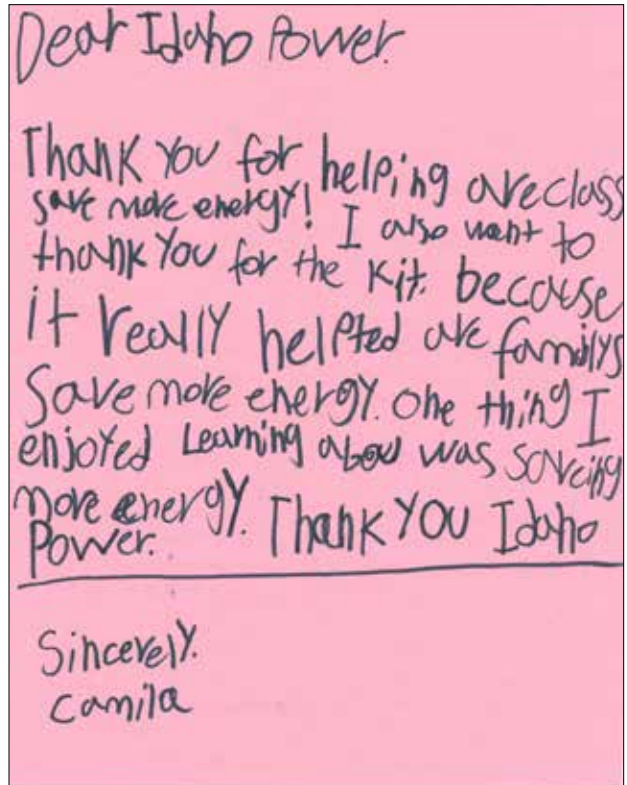 Dear Idaho Power.
Thank You for helping are class
save more energy! I also want to
thank You for the Kit. because
it really helpted are familys
Save more energy. one thing I
enjoyed Learning abou was saveing
more energy. Thank YOU Idaho
Power.
Sincerely.
Camila